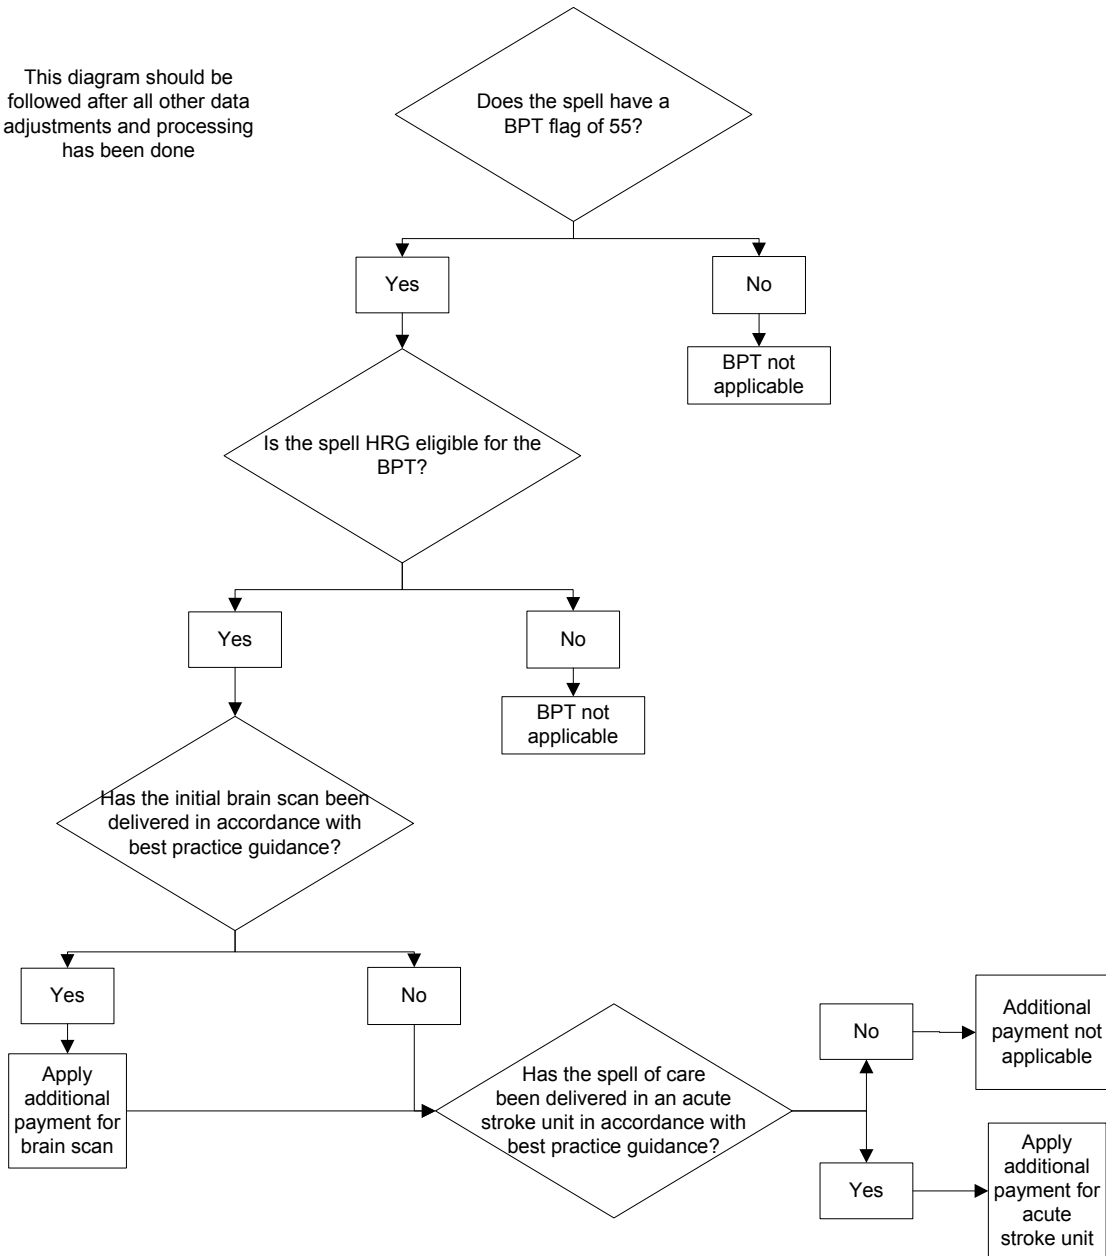 This diagram should be
followed after all other data
adjustments and processing
has been done
Does the spell have a
BPT flag of 55?
Yes
No
BPT not
applicable
Is the spell HRG eligible for the
BPT?
Yes
No
BPT not
applicable
Has the initial brain scan been
delivered in accordance with
best practice guidance?
Yes
No
Apply
additional
payment for
brain scan
Has the spell of care
been delivered in an acute
stroke unit in accordance with
best practice guidance?
No
Additional
payment not
applicable
Yes
Apply
additional
payment for
acute
stroke unit